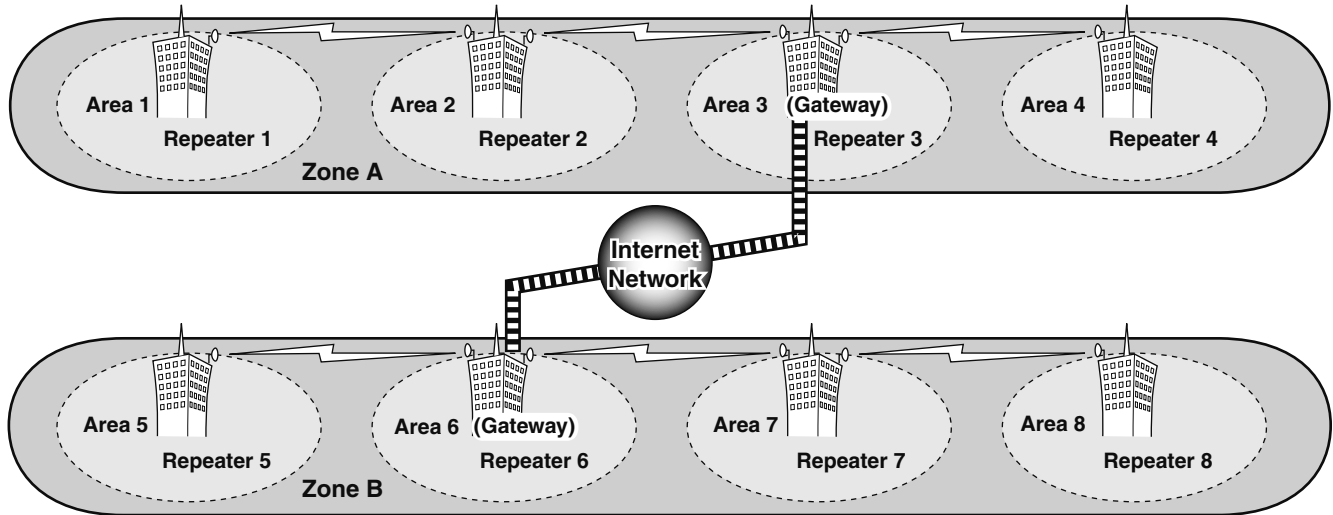 Area 1
Repeater 1
Area 2
Repeater 2
Area 3
(Gateway)
Repeater 3
Area 4
Repeater 4
Zone A
Internet
Network
Area 5
Repeater 5
Area 6
(Gateway)
Repeater 6
Area 7
Repeater 7
Area 8
Repeater 8
Zone B